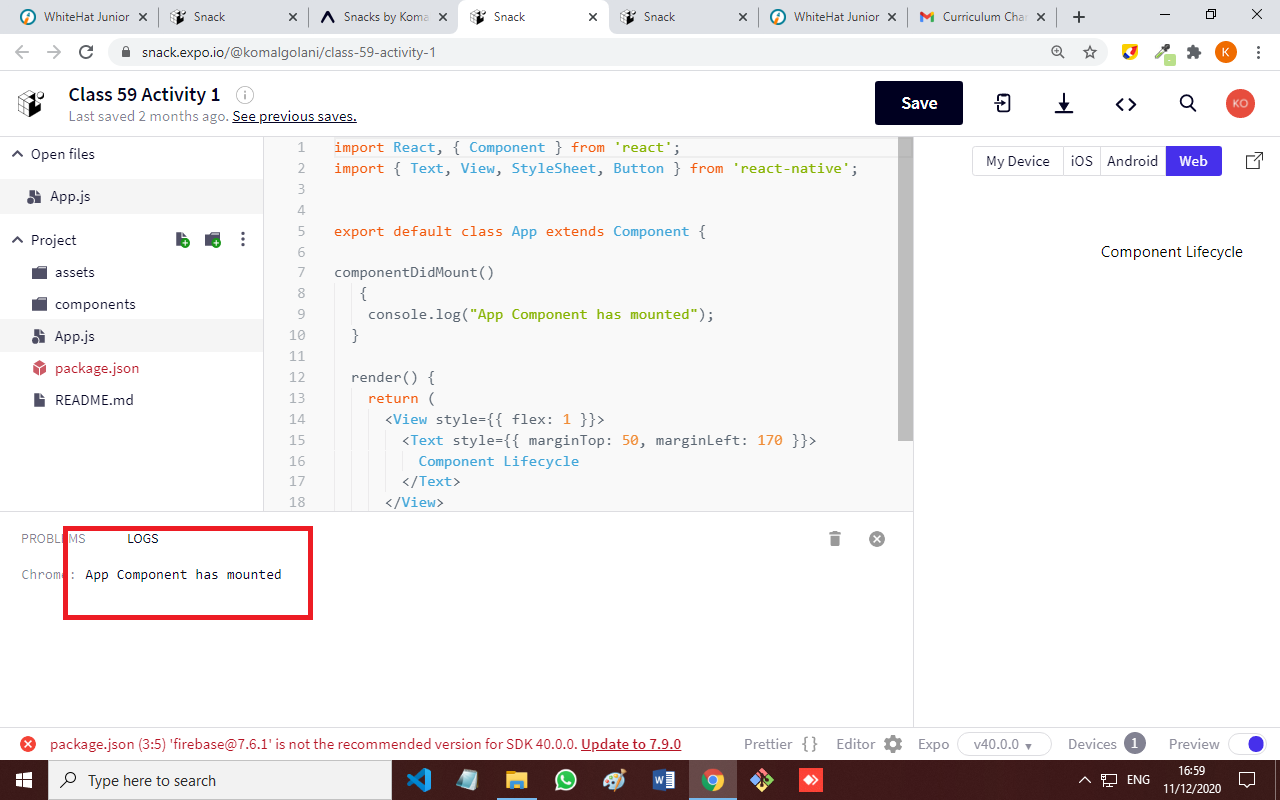 WhiteHat Junior
Snack
Snacks by Koma
Snack
Snack
WhiteHat Junior
Curriculum Cha
snack.expo.io/@komalgolani/class-59-activity-1
K
Class 59 Activity 1
Last saved 2 months ago. See previous saves.
Save
KO
Open files
App.js
Project
assets
components
App.js
package.json
README.md
1 import React, { Component } from 'react';
2 import { Text, View, StyleSheet, Button } from 'react-native';
3
4
5 export default class App extends Component {
6
7 componentDidMount()
8 {
9 console.log("App Component has mounted");
10 }
11
12 render() {
13 return (
14 <View style={{ flex: 1 }}>
15 <Text style={{ marginTop: 50, marginLeft: 170 }}>
16 Component Lifecycle
17 </Text>
18 </View>
My Device iOS Android Web
Component Lifecycle
PROBLEMS LOGS
Chrome: App Component has mounted
package.json (3:5) 'firebase@7.6.1' is not the recommended version for SDK 40.0.0. Update to 7.9.0
Prettier { } Editor Expo v40.0.0 Devices 1 Preview
Type here to search
ENG
16:59
11/12/2020